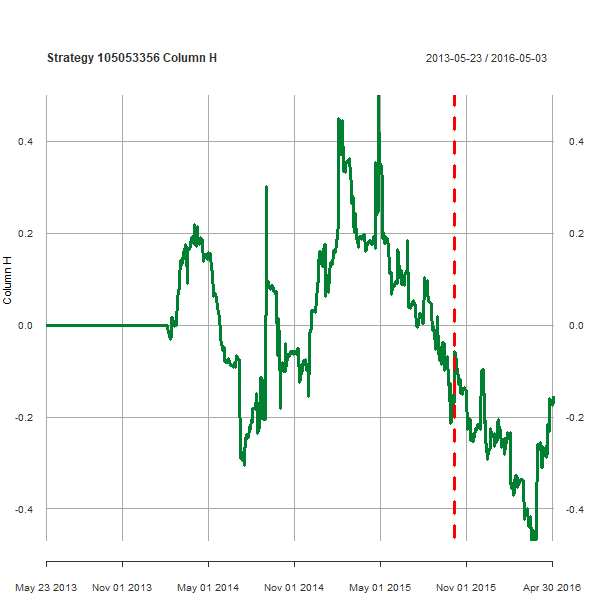 Strategy 105053356 Column H
2013-05-23 / 2016-05-03
Column H
0.4
0.2
0.0
-0.2
-0.4
0.4
0.2
0.0
-0.2
-0.4
May 23 2013
Nov 01 2013
May 01 2014
Nov 01 2014
May 01 2015
Nov 01 2015
Apr 30 2016